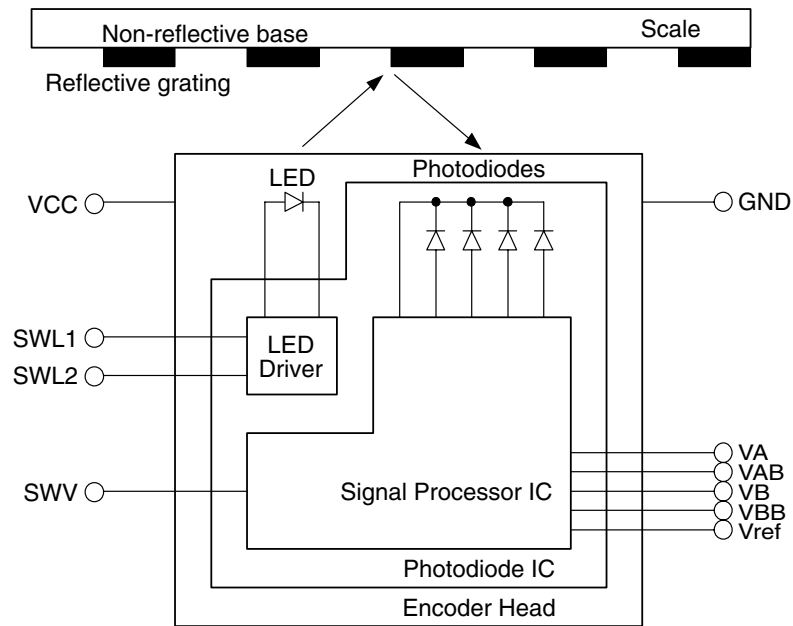 Non-reflective base
Scale
Reflective grating
Photodiodes
LED
VCC
GND
SWL1
LED
Driver
SWL2
VA
VAB
SWV
Signal Processor IC
VB
VBB
Vref
Photodiode IC
Encoder Head